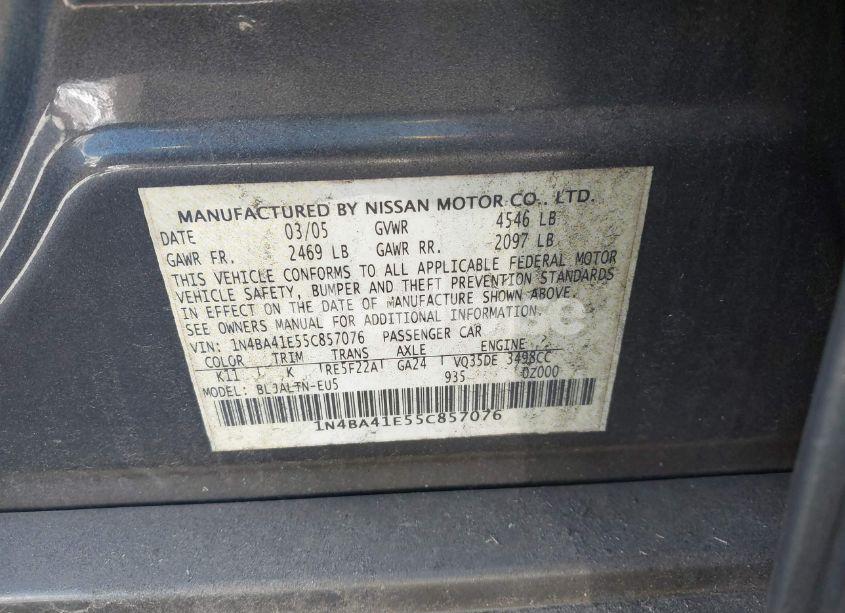 MANUFACTURED BY NISSAN MOTOR CO., LTD.
DATE 03/05 GVWR 4546 LB
GAWR FR. 2469 LB GAWR RR. 2097 LB
THIS VEHICLE CONFORMS TO ALL APPLICABLE FEDERAL MOTOR
VEHICLE SAFETY, BUMPER AND THEFT PREVENTION STANDARDS
IN EFFECT ON THE DATE OF MANUFACTURE SHOWN ABOVE.
SEE OWNERS MANUAL FOR ADDITIONAL INFORMATION.
VIN: 1N4BA41E55C857076 PASSENGER CAR
COLOR TRIM TRANS AXLE ENGINE
K11 K RE5F22A GA24 VQ35DE 3498CC
MODEL: BLJALTN-EU5 935 0Z000
1N4BA41E55C857076